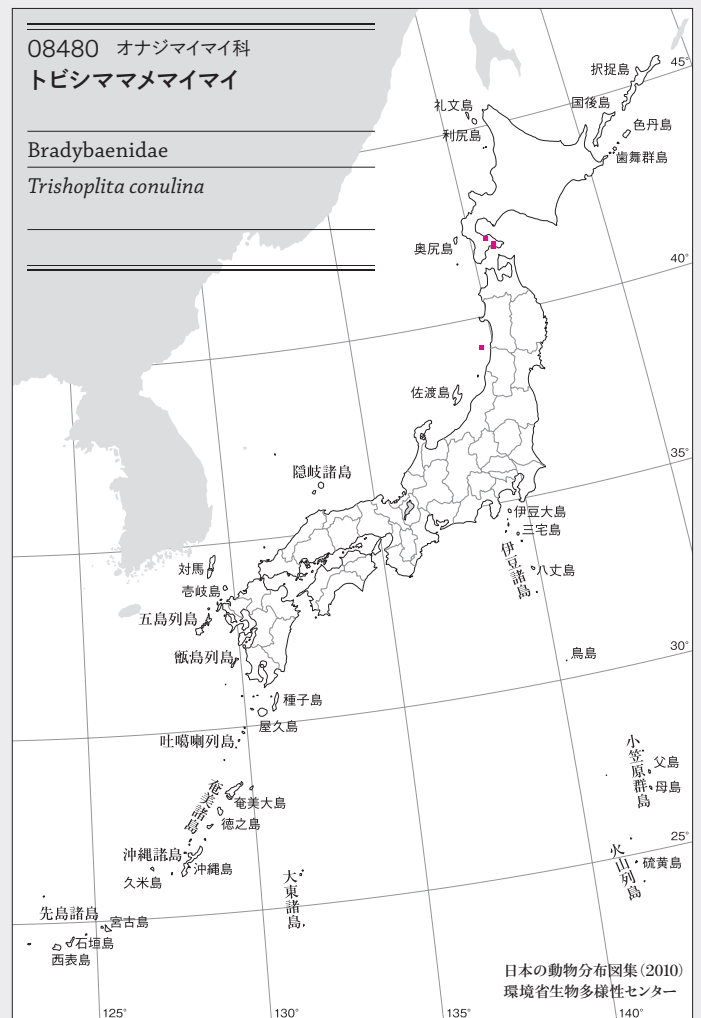 08480 オナジマイマイ科
トビシママメマイマイ
Bradybaenidae
Trishoplita conulina
択捉島
45°
国後島
礼文島
色丹島
利尻島
歯舞群島
奥尻島
40°
佐渡島
35°
隠岐諸島
伊豆大島
三宅島
伊豆諸島
八丈島
対馬
壱岐島
五島列島
甑島列島
鳥島
30°
種子島
屋久島
吐噶喇列島
小笠原群島
父島
母島
奄美諸島
奄美大島
徳之島
25°
沖縄諸島
沖縄島
久米島
火山列島
硫黄島
大東諸島
先島諸島
宮古島
石垣島
西表島
日本の動物分布図集(2010)
環境省生物多様性センター
125°
130°
135°
140°